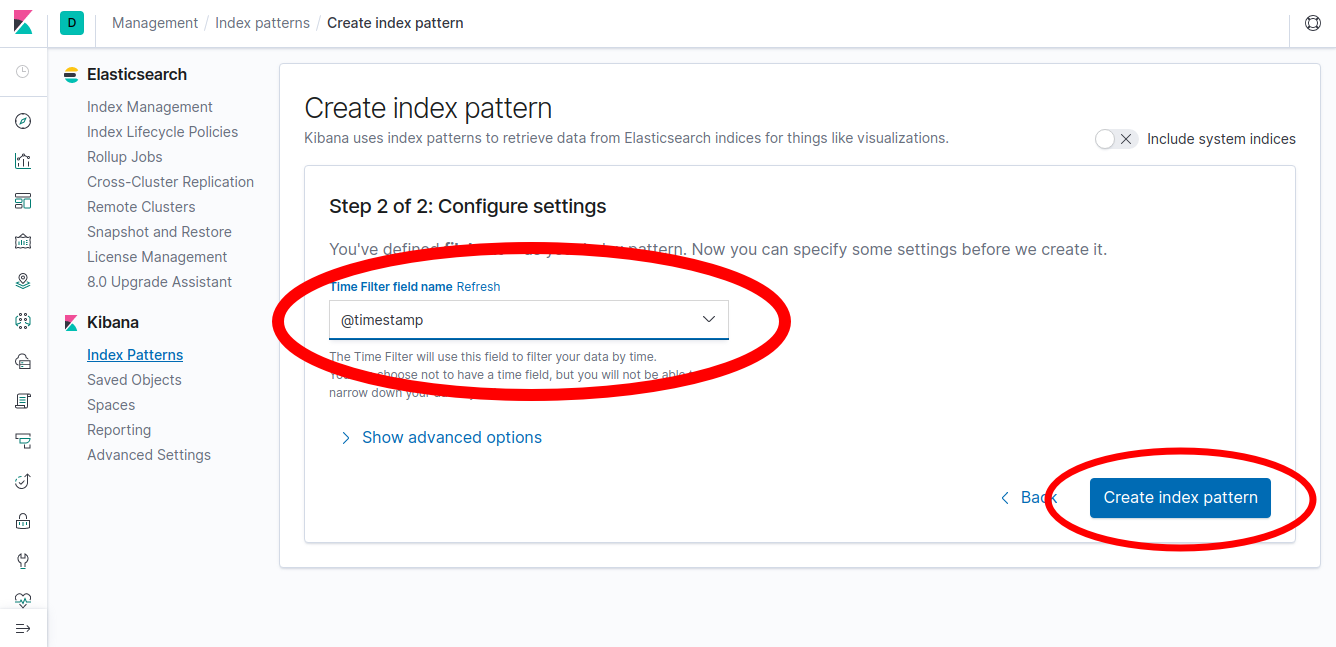 D Management / Index patterns / Create index pattern
Elasticsearch
Index Management
Index Lifecycle Policies
Rollup Jobs
Cross-Cluster Replication
Remote Clusters
Snapshot and Restore
License Management
8.0 Upgrade Assistant
Kibana
Index Patterns
Saved Objects
Spaces
Reporting
Advanced Settings
Create index pattern
Kibana uses index patterns to retrieve data from Elasticsearch indices for things like visualizations.
Include system indices
Step 2 of 2: Configure settings
You've defined pattern. Now you can specify some settings before we create it.
Time Filter field name Refresh
@timestamp
The Time Filter will use this field to filter your data by time.
choose not to have a time field, but you will not be able
narrow down your
Show advanced options
Back
Create index pattern